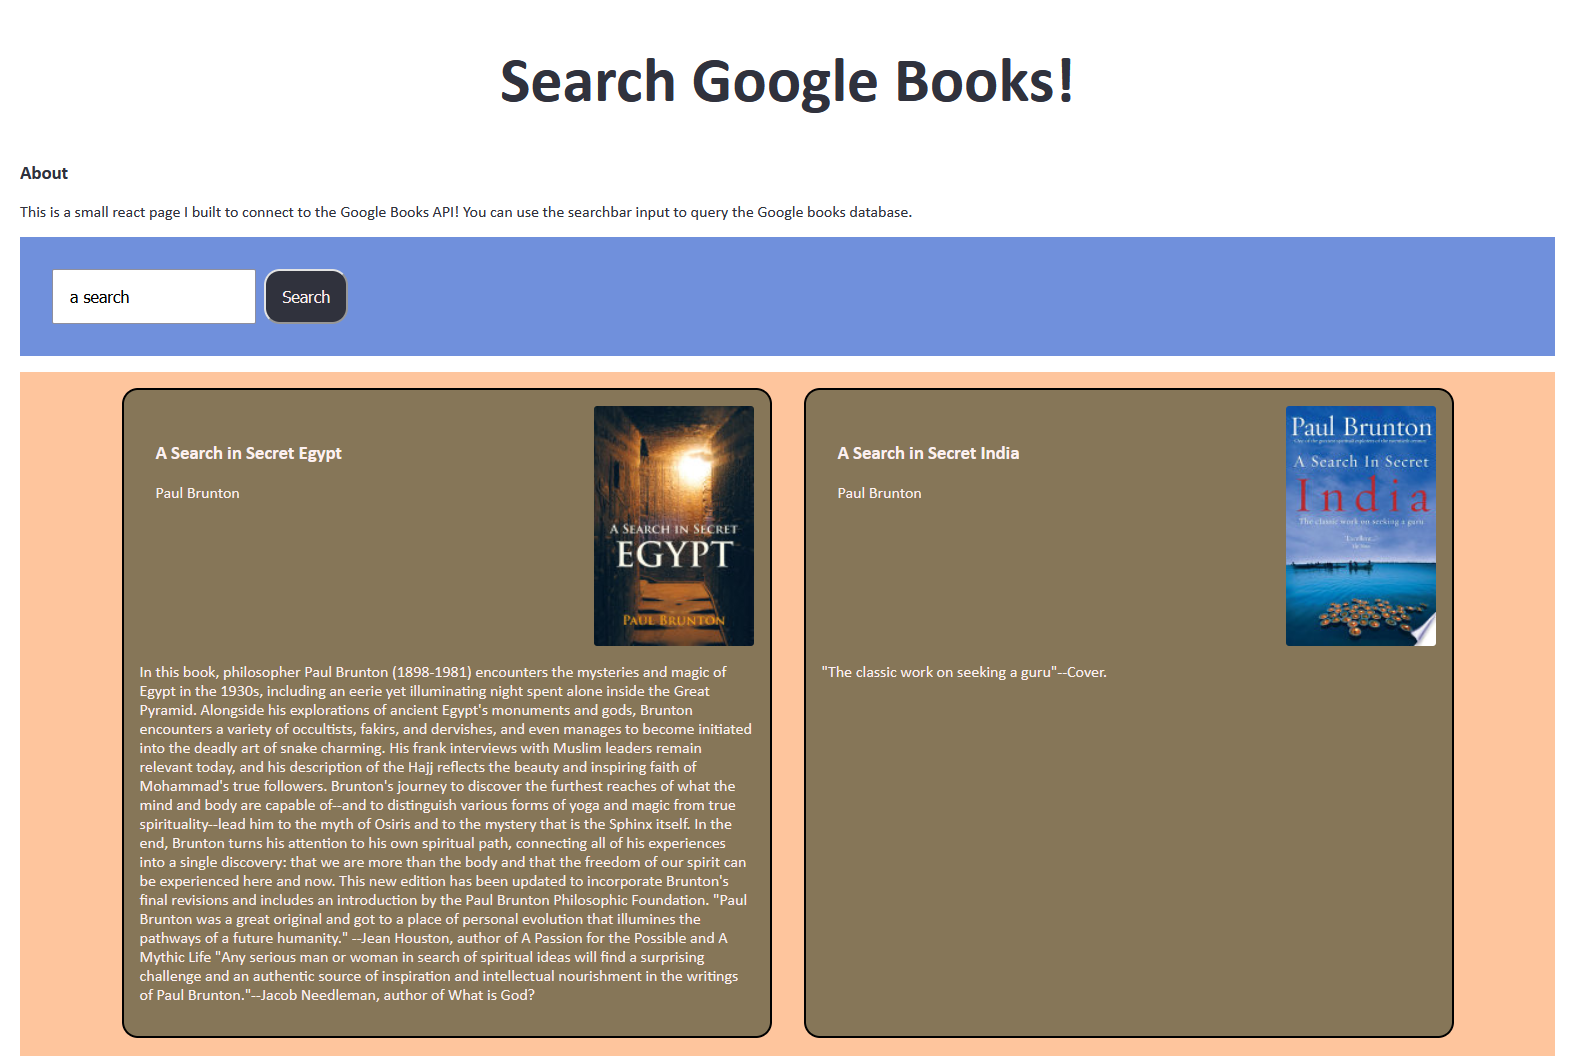 Search Google Books!
About
This is a small react page I built to connect to the Google Books API! You can use the searchbar input to query the Google books database.
a search
Search
A Search in Secret Egypt
Paul Brunton
A SEARCH IN SECRET
EGYPT
PAUL BRUNTON
In this book, philosopher Paul Brunton (1898-1981) encounters the mysteries and magic of
Egypt in the 1930s, including an eerie yet illuminating night spent alone inside the Great
Pyramid. Alongside his explorations of ancient Egypt's monuments and gods, Brunton
encounters a variety of occultists, fakirs, and dervishes, and even manages to become initiated
into the deadly art of snake charming. His frank interviews with Muslim leaders remain
relevant today, and his description of the Hajj reflects the beauty and inspiring faith of
Mohammad's true followers. Brunton's journey to discover the furthest reaches of what the
mind and body are capable of--and to distinguish various forms of yoga and magic from true
spirituality--lead him to the myth of Osiris and to the mystery that is the Sphinx itself. In the
end, Brunton turns his attention to his own spiritual path, connecting all of his experiences
into a single discovery: that we are more than the body and that the freedom of our spirit can
be experienced here and now. This new edition has been updated to incorporate Brunton's
final revisions and includes an introduction by the Paul Brunton Philosophic Foundation. "Paul
Brunton was a great original and got to a place of personal evolution that illumines the
pathways of a future humanity." --Jean Houston, author of A Passion for the Possible and A
Mythic Life "Any serious man or woman in search of spiritual ideas will find a surprising
challenge and an authentic source of inspiration and intellectual nourishment in the writings
of Paul Brunton."--Jacob Needleman, author of What is God?
A Search in Secret India
Paul Brunton
Paul Brunton
One of the greatest spiritual explorers of the twentieth century
A Search In Secret
India
The classic work on seeking a guru
"The classic work on seeking a guru"--Cover.